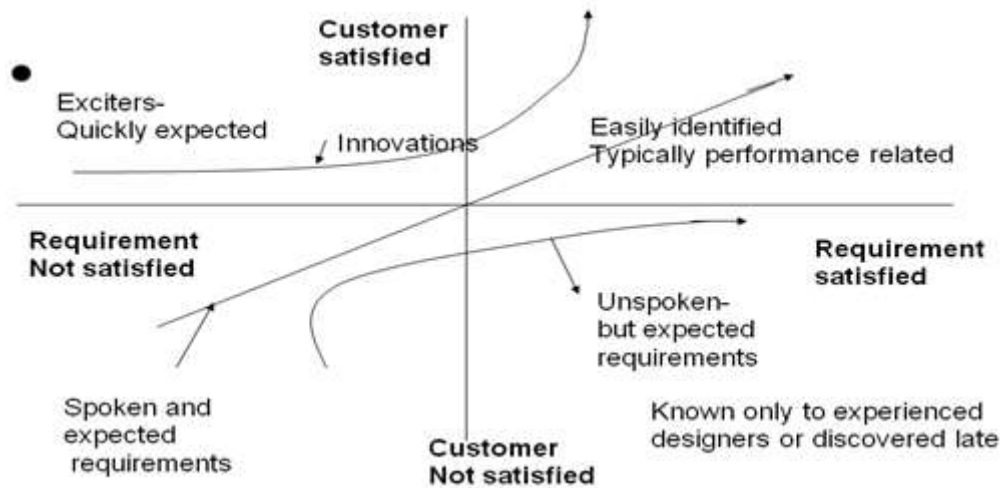 Customer
satisfied
Exciters-
Quickly expected
Innovations
Easily identified
Typically performance related
Requirement
Not satisfied
Requirement
satisfied
Unspoken-
but expected
requirements
Spoken and
expected
requirements
Known only to experienced
designers or discovered late
Customer
Not satisfied